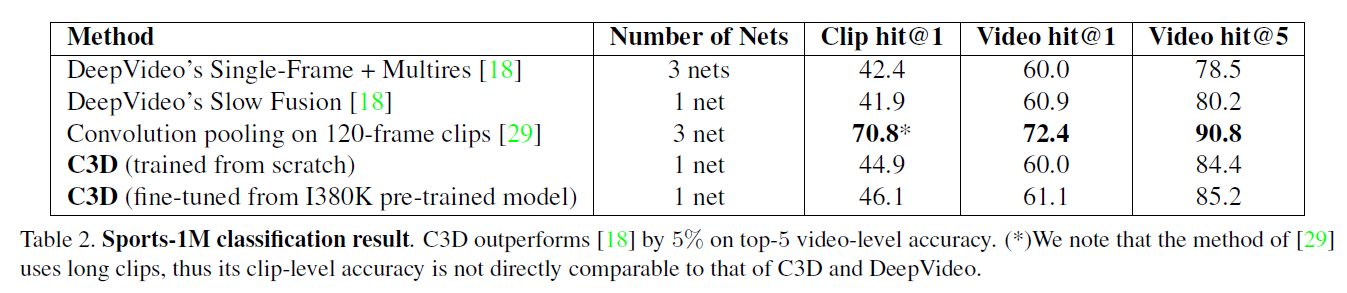 Method Number of Nets Clip hit@1 Video hit@1 Video hit@5
DeepVideo's Single-Frame + Multires [18] 3 nets 42.4 60.0 78.5
DeepVideo's Slow Fusion [18] 1 net 41.9 60.9 80.2
Convolution pooling on 120-frame clips [29] 3 net 70.8* 72.4 90.8
C3D (trained from scratch) 1 net 44.9 60.0 84.4
C3D (fine-tuned from I380K pre-trained model) 1 net 46.1 61.1 85.2
Table 2. Sports-1M classification result. C3D outperforms [18] by 5% on top-5 video-level accuracy. (*)We note that the method of [29]
uses long clips, thus its clip-level accuracy is not directly comparable to that of C3D and DeepVideo.